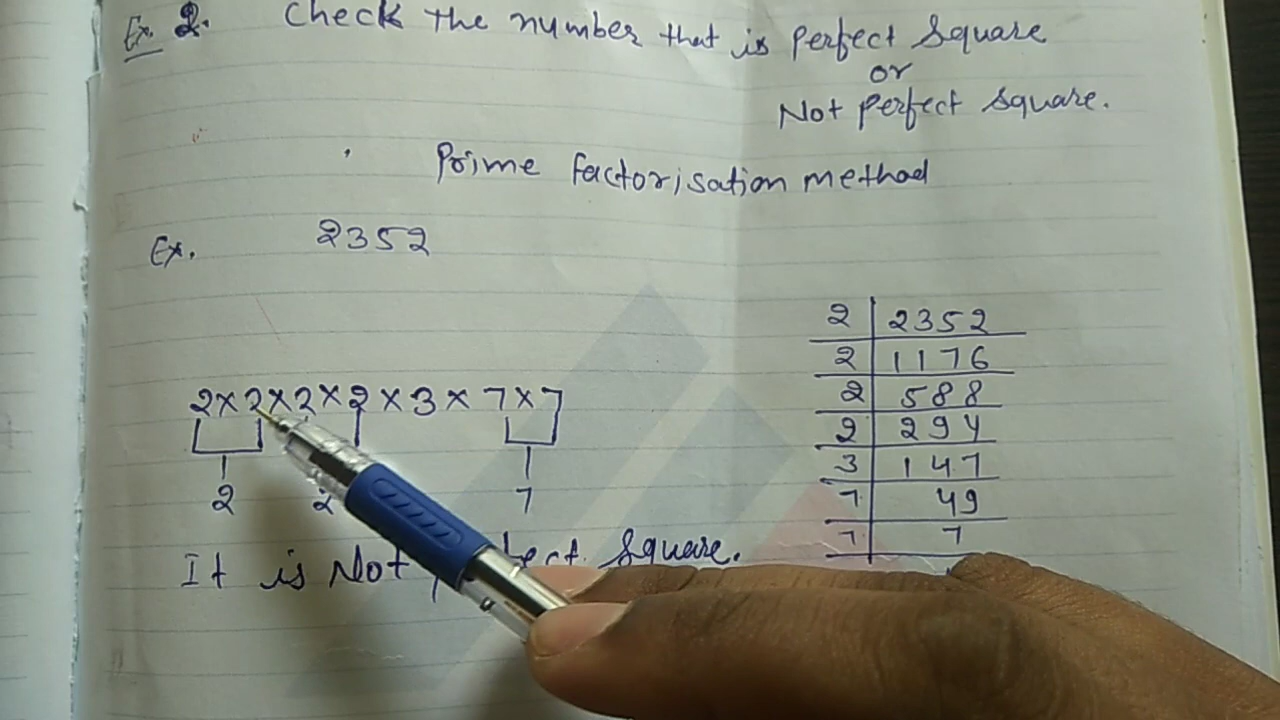 Ex. 2. Check the number that is perfect square
or
Not perfect square.
Prime factorisation method
Ex. 2352
2 | 2352
2 | 1176
2 | 588
2 | 294
3 | 147
7 | 49
7 | 7
2×2×2×2×3×7×7
2 2 7
It is Not square.